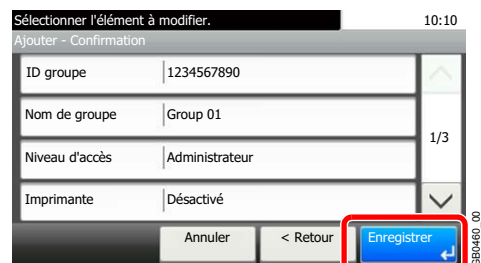 Sélectionner l'élément à modifier. 10:10
Ajouter - Confirmation
ID groupe 1234567890
Nom de groupe Group 01
1/3
Niveau d'accès Administrateur
Imprimante Désactivé
Annuler < Retour Enregistrer
GB0460_00